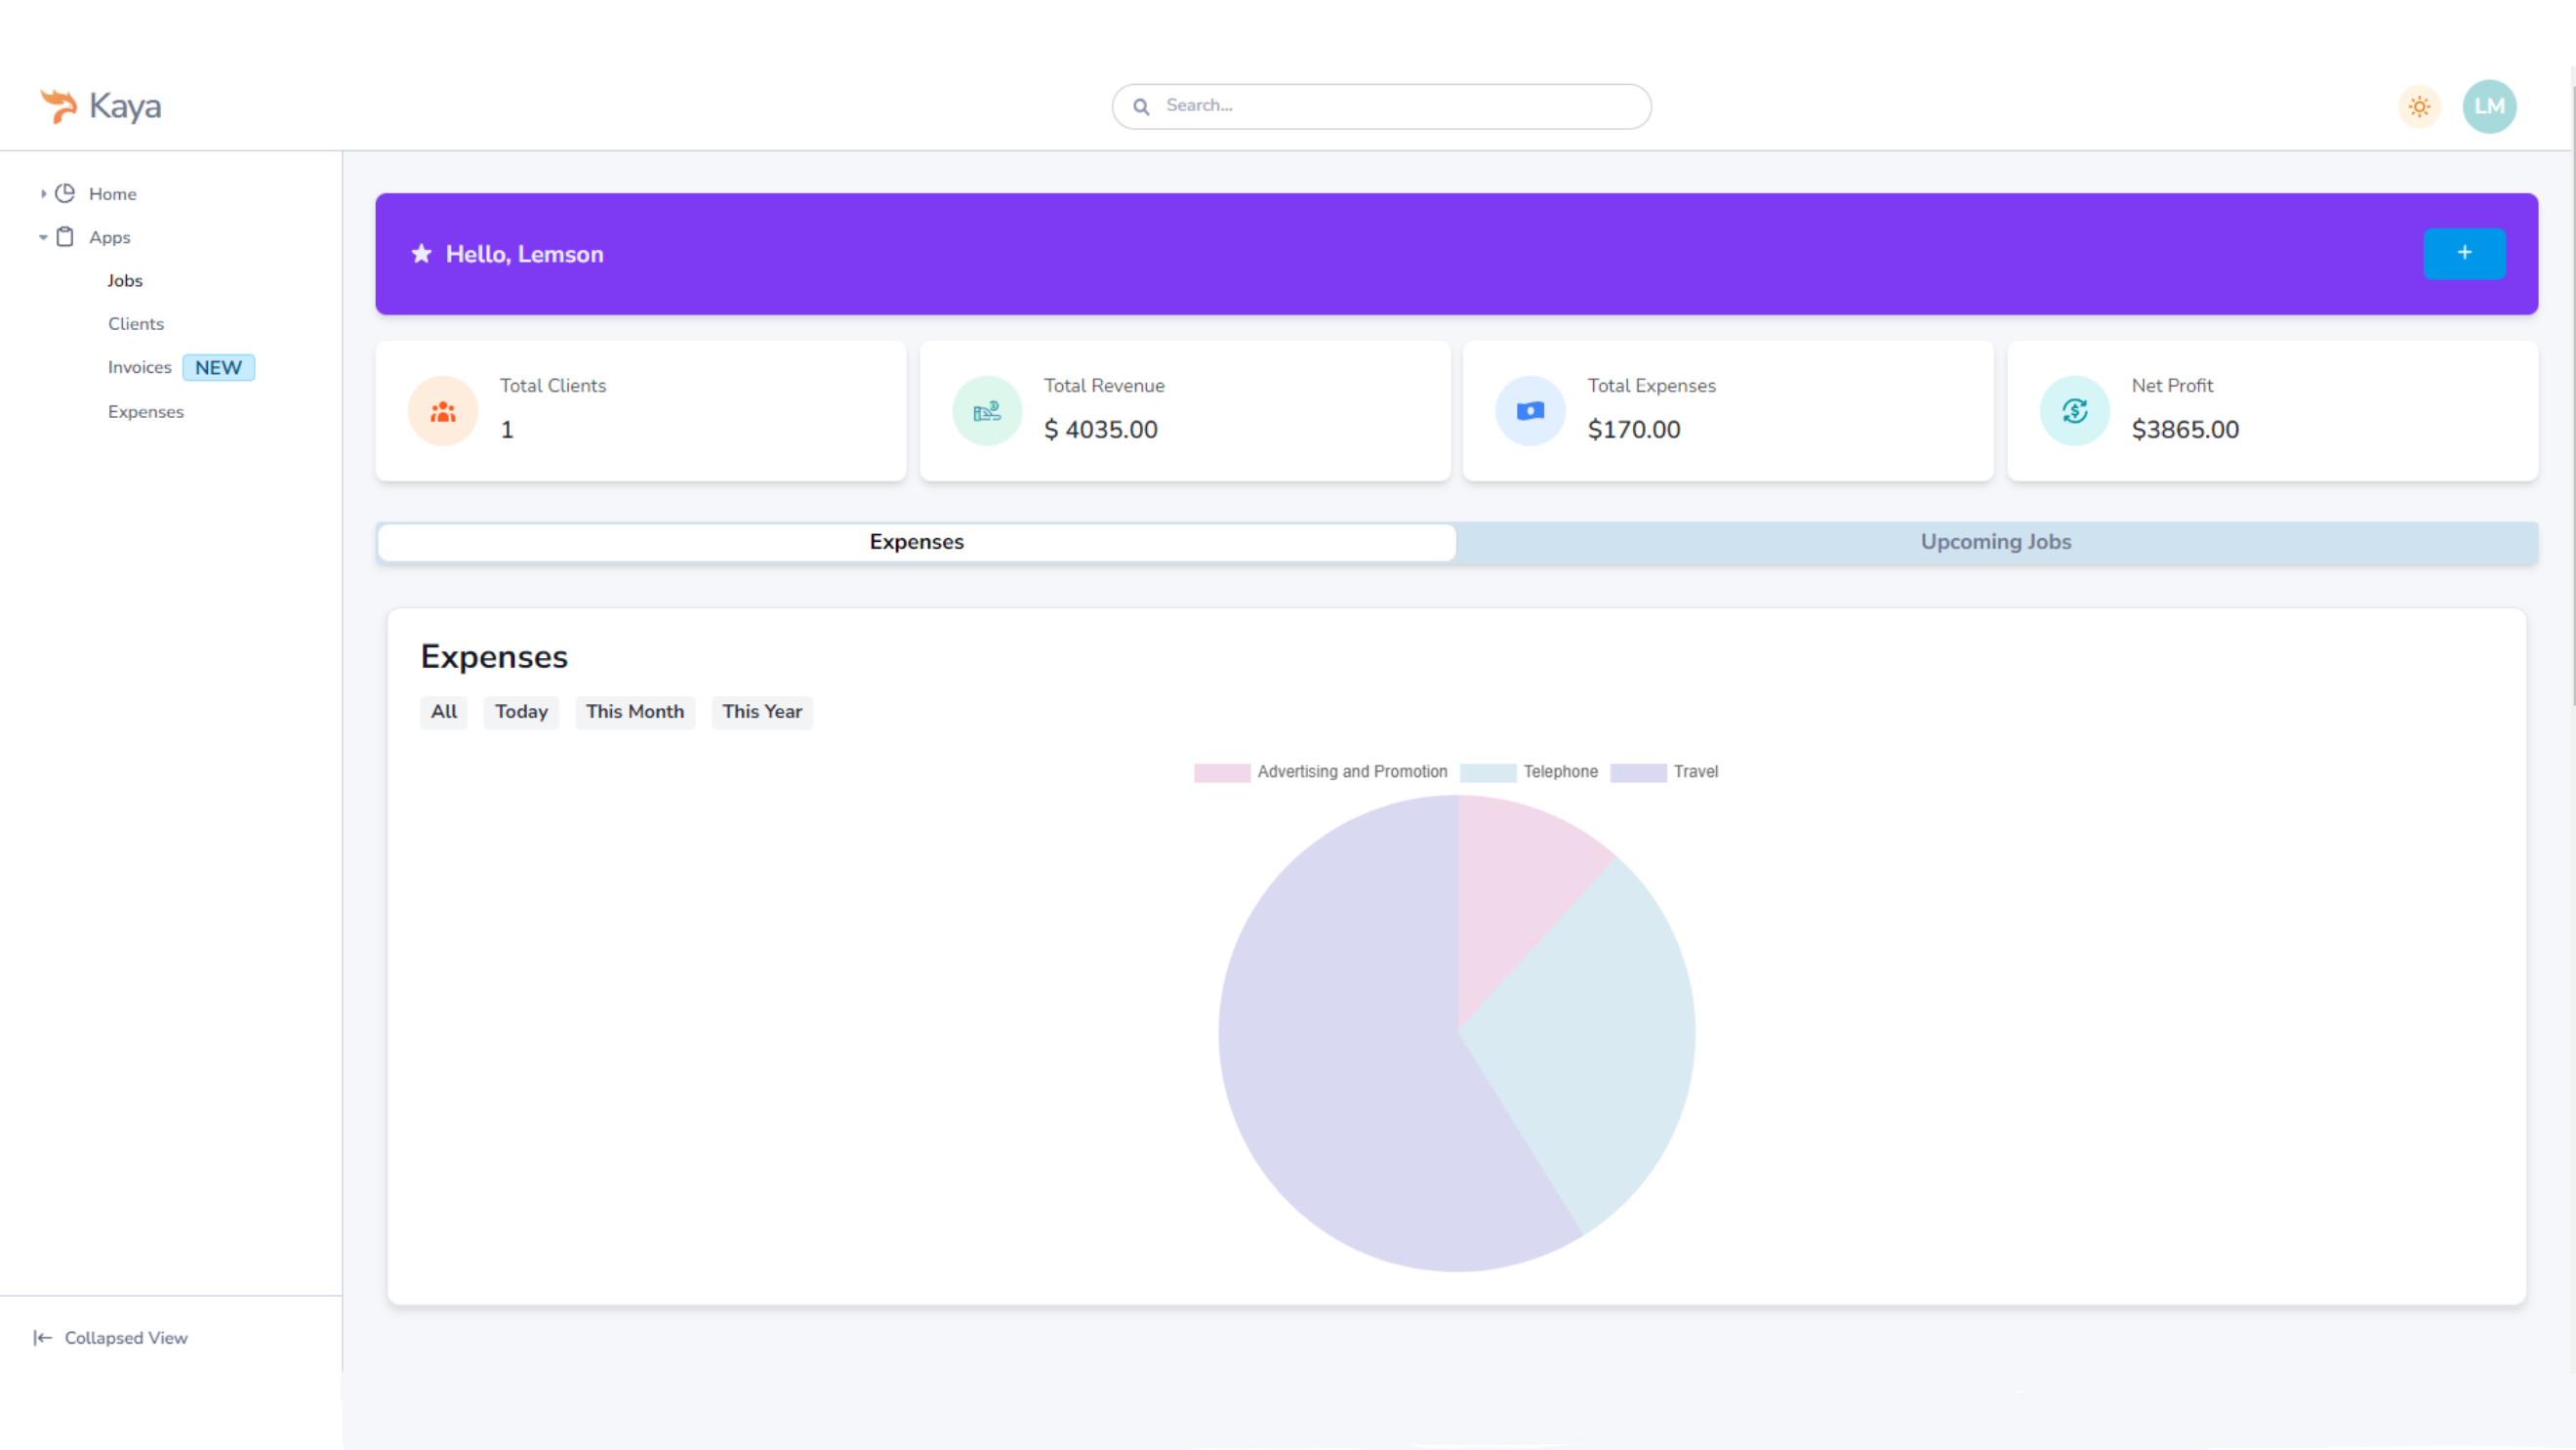 Kaya
Search...
LM
Home
Apps
Jobs
Clients
Invoices NEW
Expenses
Collapsed View
Hello, Lemson
+
Total Clients
1
Total Revenue
$ 4035.00
Total Expenses
$170.00
Net Profit
$3865.00
Expenses
Upcoming Jobs
Expenses
All Today This Month This Year
Advertising and Promotion Telephone Travel